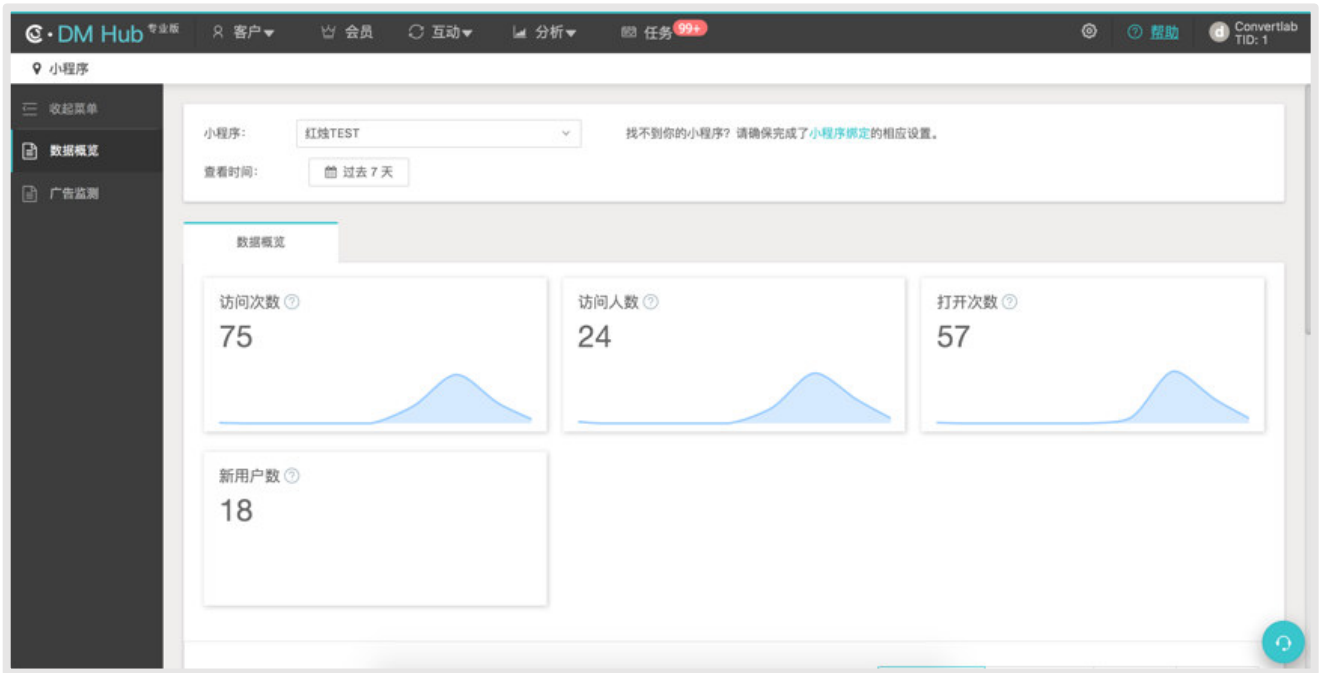 DM Hub 专业版 客户 会员 互动 分析 任务 99+ 帮助 d Convertlab
TID: 1
小程序
收起菜单
数据概览
广告监测
小程序: 红烛TEST 找不到你的小程序? 请确保完成了小程序绑定的相应设置。
查看时间: 过去 7 天
数据概览
访问次数 ? 访问人数 ? 打开次数 ?
75 24 57
新用户数 ?
18